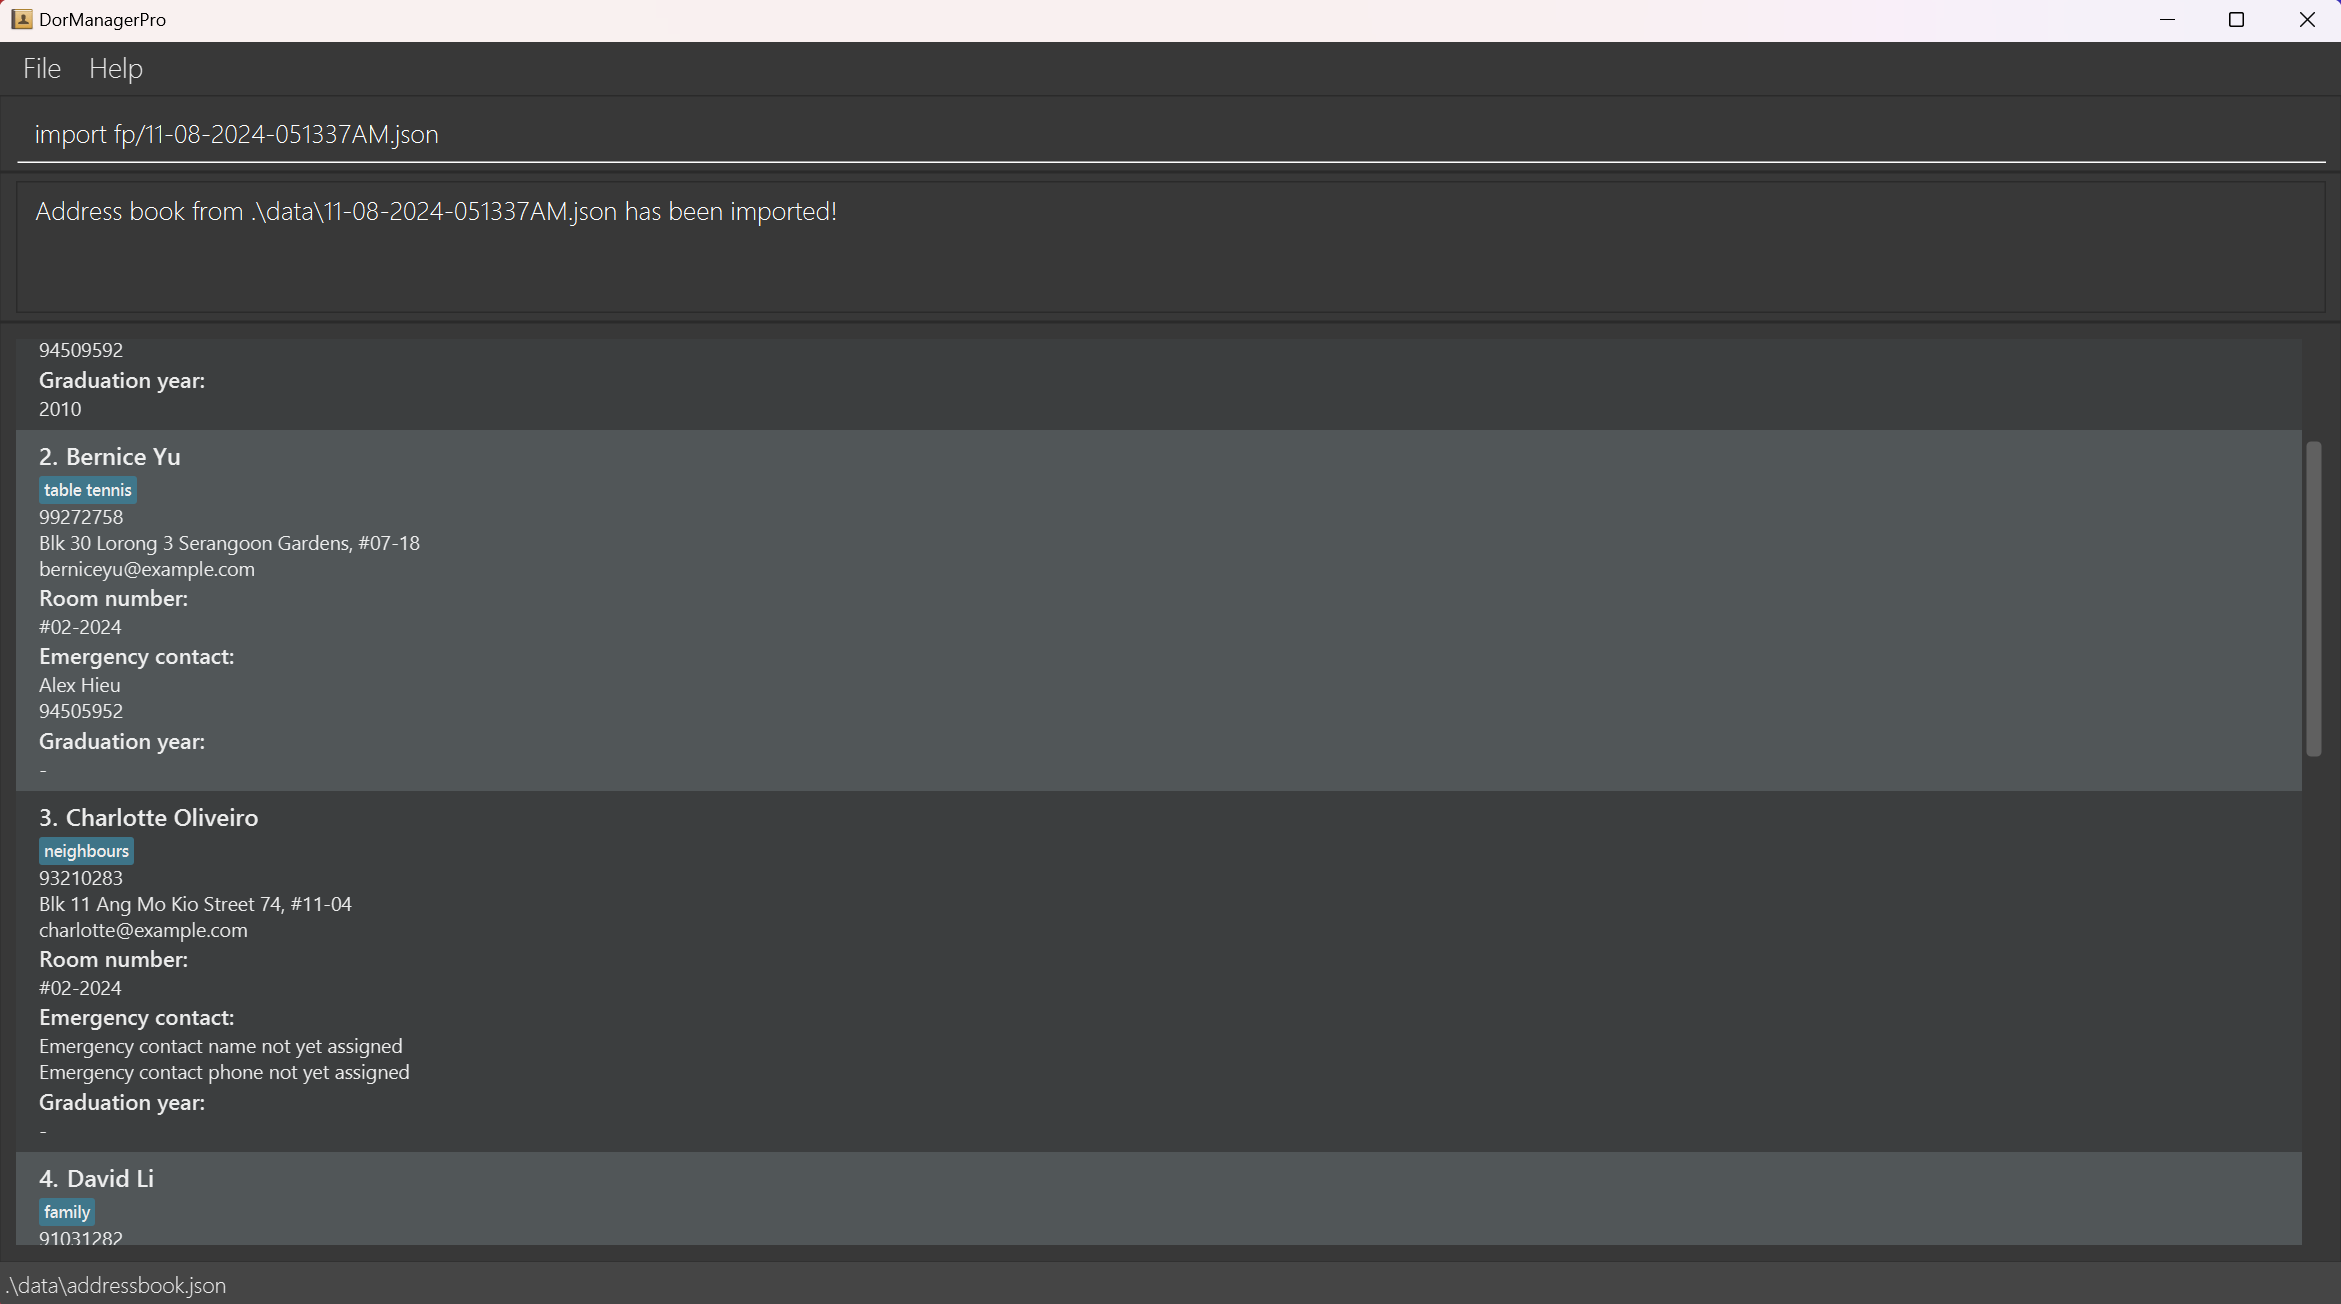 DorManagerPro
File Help
import fp/11-08-2024-051337AM.json
Address book from .\data\11-08-2024-051337AM.json has been imported!
94509592
Graduation year:
2010
2. Bernice Yu
table tennis
99272758
Blk 30 Lorong 3 Serangoon Gardens, #07-18
berniceyu@example.com
Room number:
#02-2024
Emergency contact:
Alex Hieu
94505952
Graduation year:
-
3. Charlotte Oliveiro
neighbours
93210283
Blk 11 Ang Mo Kio Street 74, #11-04
charlotte@example.com
Room number:
#02-2024
Emergency contact:
Emergency contact name not yet assigned
Emergency contact phone not yet assigned
Graduation year:
-
4. David Li
family
91031282
.\data\addressbook.json